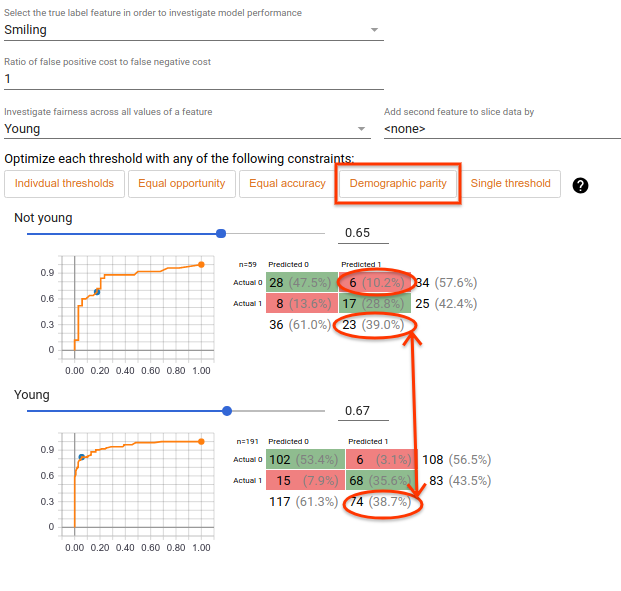 Select the true label feature in order to investigate model performance
Smiling
Ratio of false positive cost to false negative cost
1
Investigate fairness across all values of a feature
Add second feature to slice data by
Young
<none>
Optimize each threshold with any of the following constraints:
Indivdual thresholds
Equal opportunity
Equal accuracy
Demographic parity
Single threshold
?
Not young
0.65
n=59 Predicted 0 Predicted 1
Actual 0 28 (47.5%) 6 (10.2%) 34 (57.6%)
Actual 1 8 (13.6%) 17 (28.8%) 25 (42.4%)
36 (61.0%) 23 (39.0%)
0.9
0.6
0.3
0
0.00 0.20 0.40 0.60 0.80 1.00
Young
0.67
n=191 Predicted 0 Predicted 1
Actual 0 102 (53.4%) 6 (3.1%) 108 (56.5%)
Actual 1 15 (7.9%) 68 (35.6%) 83 (43.5%)
117 (61.3%) 74 (38.7%)
0.9
0.6
0.3
0
0.00 0.20 0.40 0.60 0.80 1.00